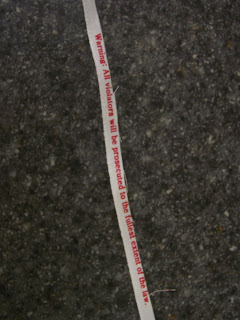 Warning: All violators will be prosecuted to the fullest extent of the law.